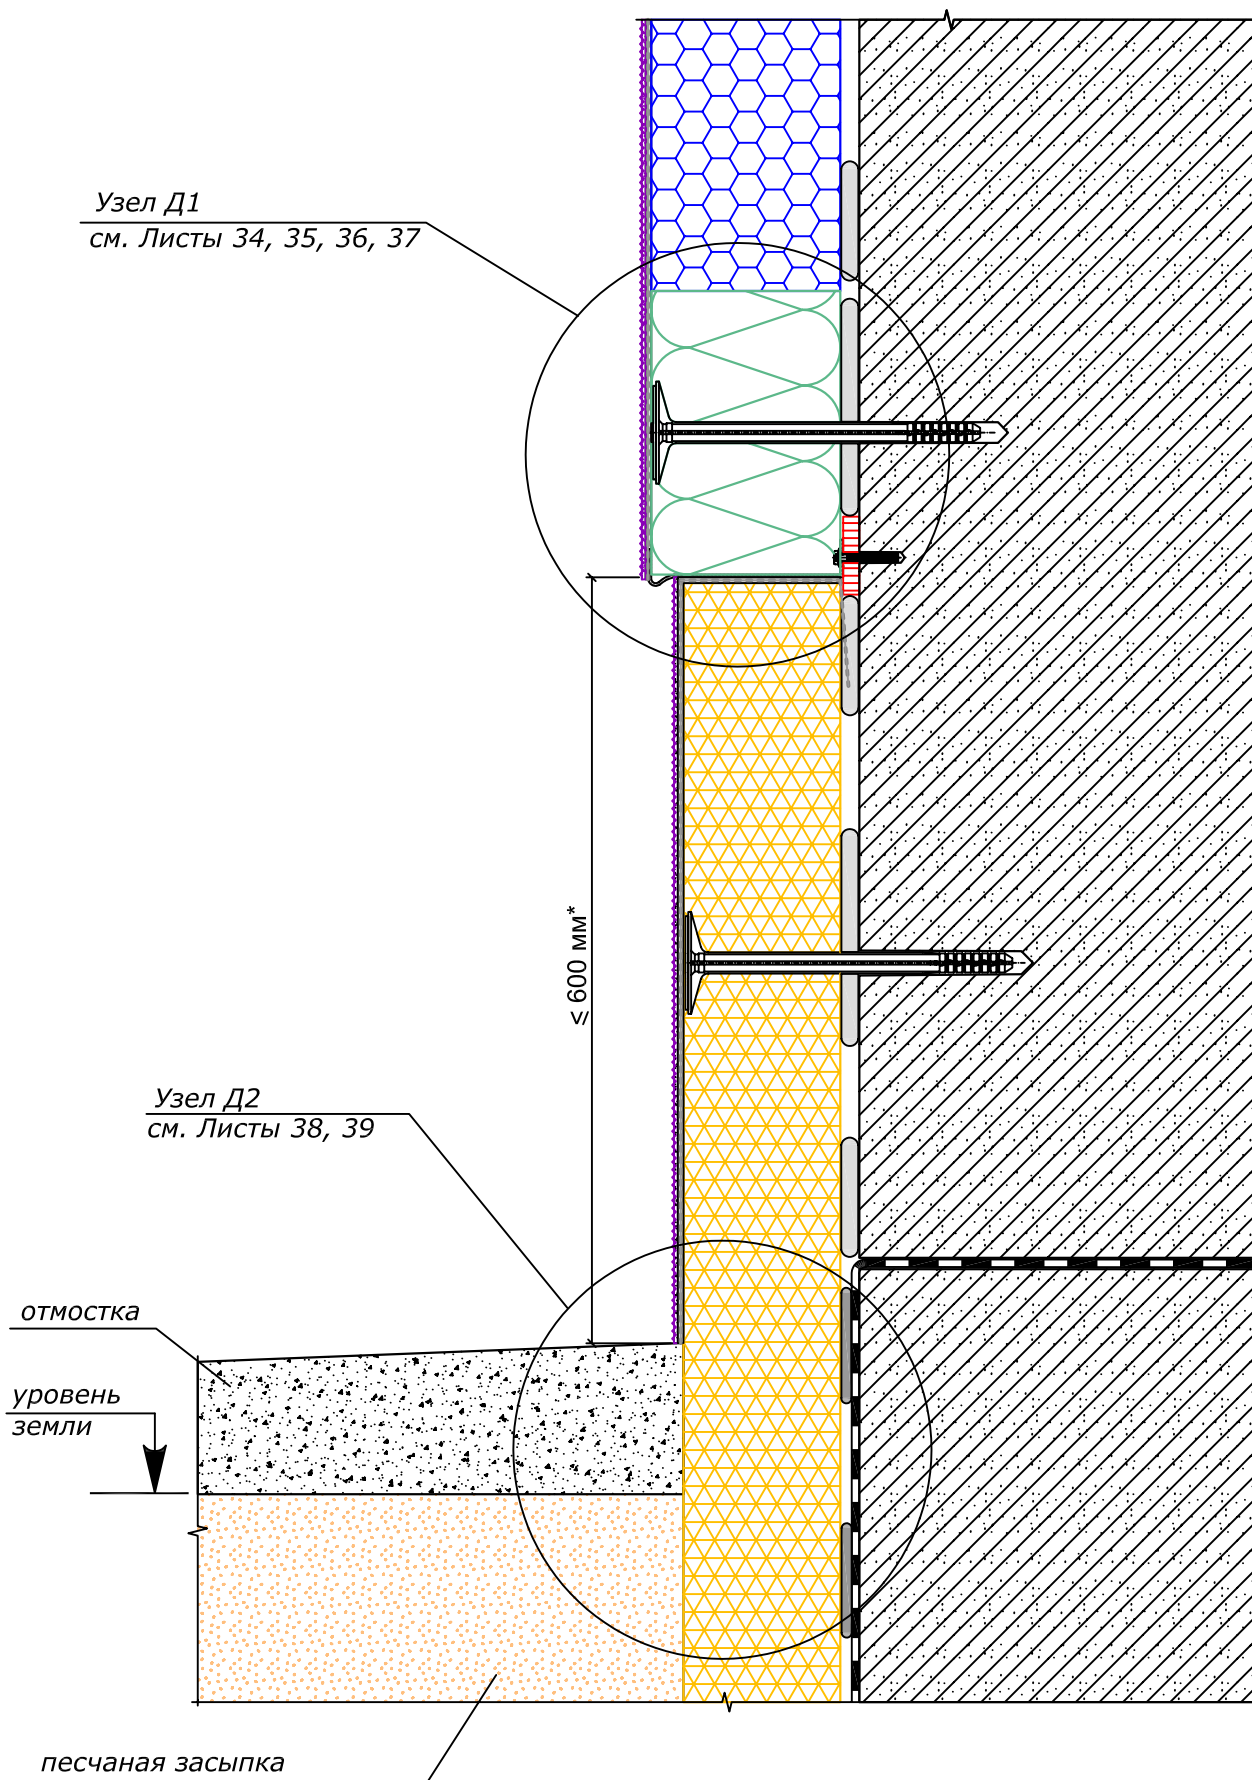 Узел Д1
см. Листы 34, 35, 36, 37
≤ 600 мм*
Узел Д2
см. Листы 38, 39
отмостка
уровень
земли
песчаная засыпка